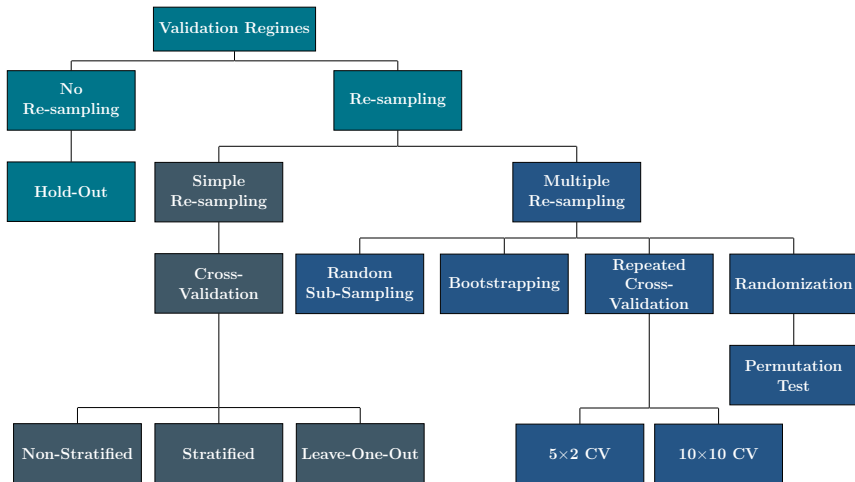 Validation Regimes
No
Re-sampling
Re-sampling
Hold-Out
Simple
Re-sampling
Multiple
Re-sampling
Cross-
Validation
Random
Sub-Sampling
Bootstrapping
Repeated
Cross-
Validation
Randomization
Permutation
Test
Non-Stratified
Stratified
Leave-One-Out
5×2 CV
10×10 CV